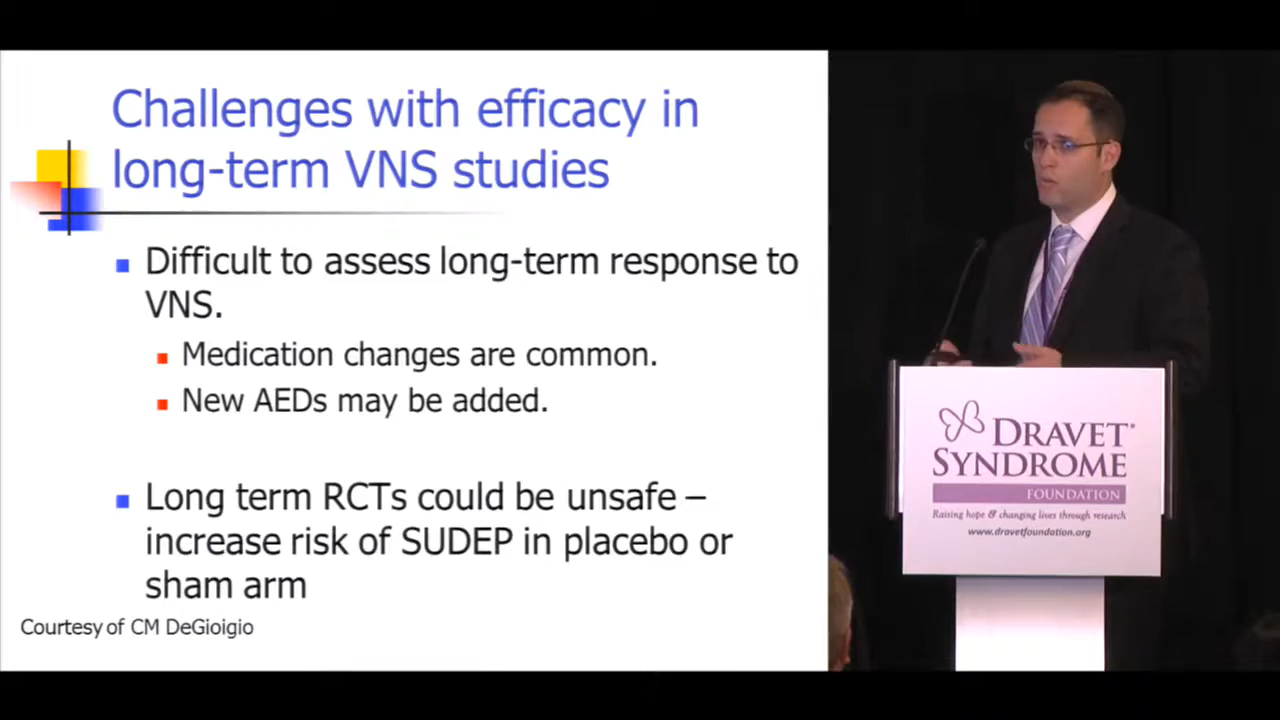 Challenges with efficacy in
long-term VNS studies
Difficult to assess long-term response to
VNS.
Medication changes are common.
New AEDs may be added.
Long term RCTs could be unsafe –
increase risk of SUDEP in placebo or
sham arm
Courtesy of CM DeGioigio
DRAVET®
SYNDROME
FOUNDATION
Raising hope & changing lives through research
www.dravetfoundation.org